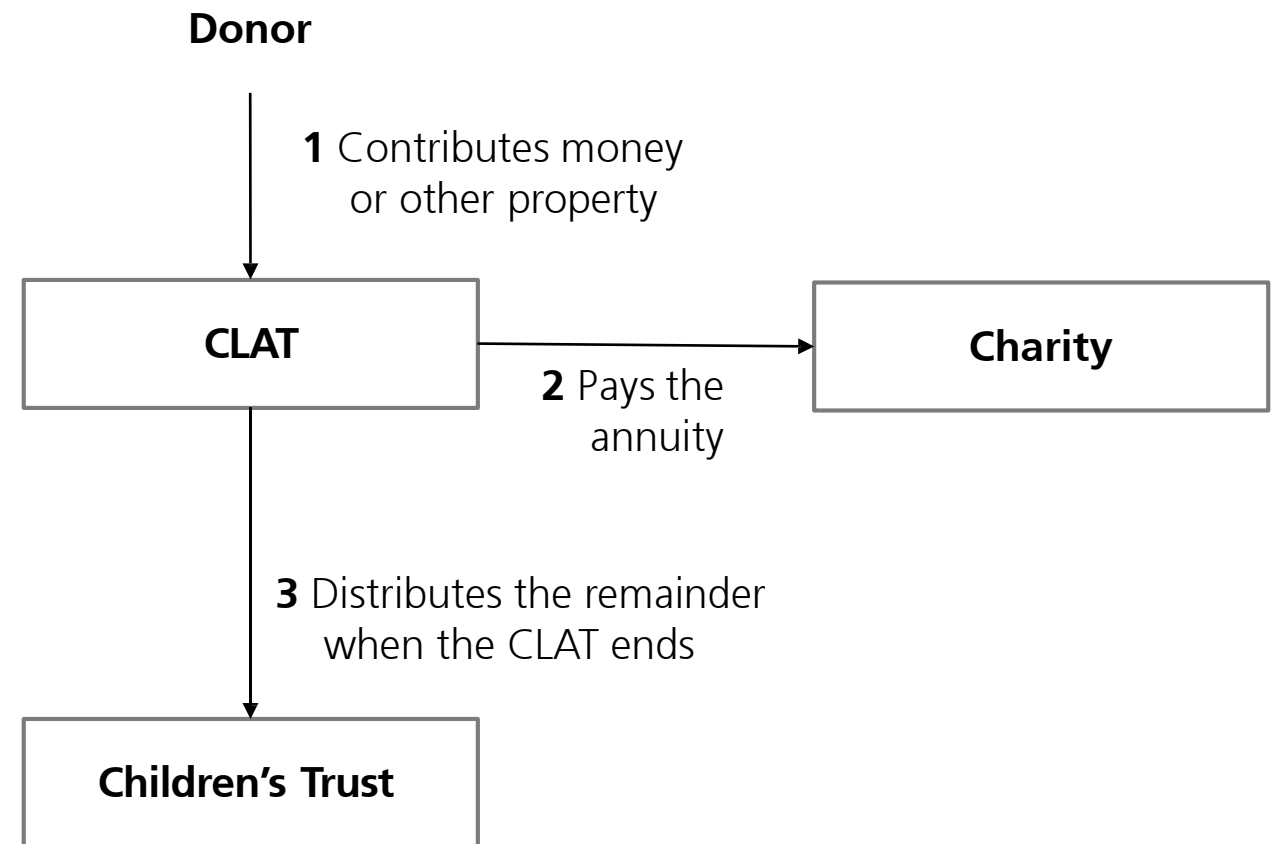 Donor
1 Contributes money
or other property
CLAT
Charity
2 Pays the
annuity
3 Distributes the remainder
when the CLAT ends
Children’s Trust